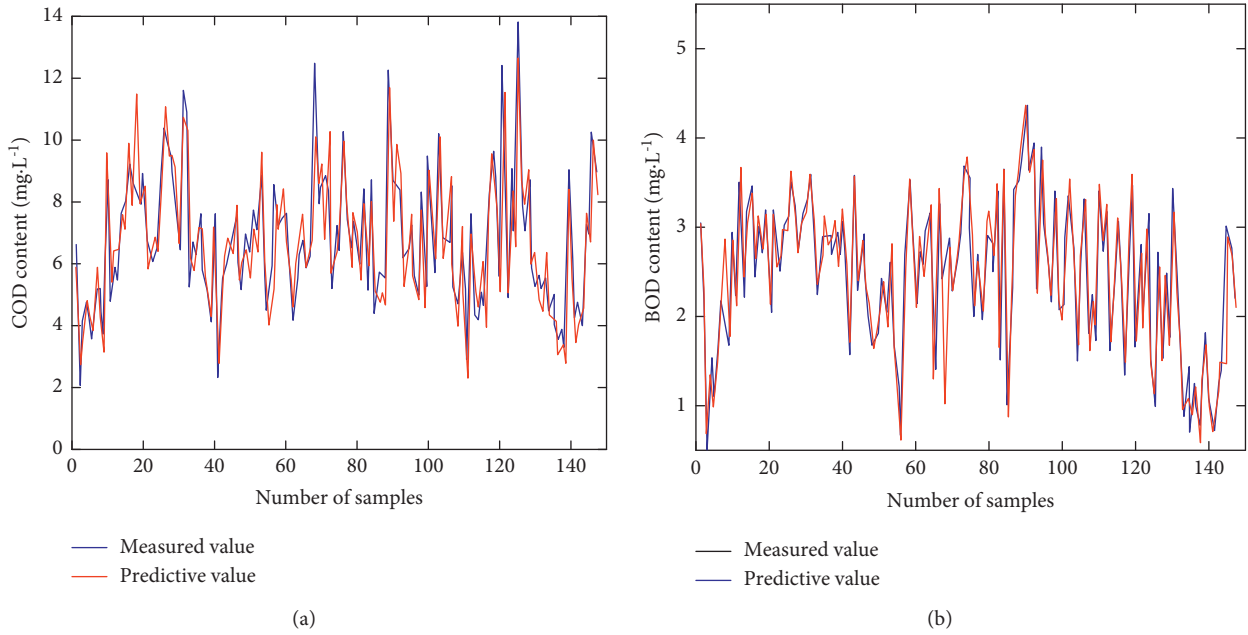 14
12
10
8
6
4
2
0
COD content (mg·L⁻¹)
0 20 40 60 80 100 120 140
Number of samples
Measured value
Predictive value
(a)
5
4
3
2
1
BOD content (mg·L⁻¹)
0 20 40 60 80 100 120 140
Number of samples
Measured value
Predictive value
(b)